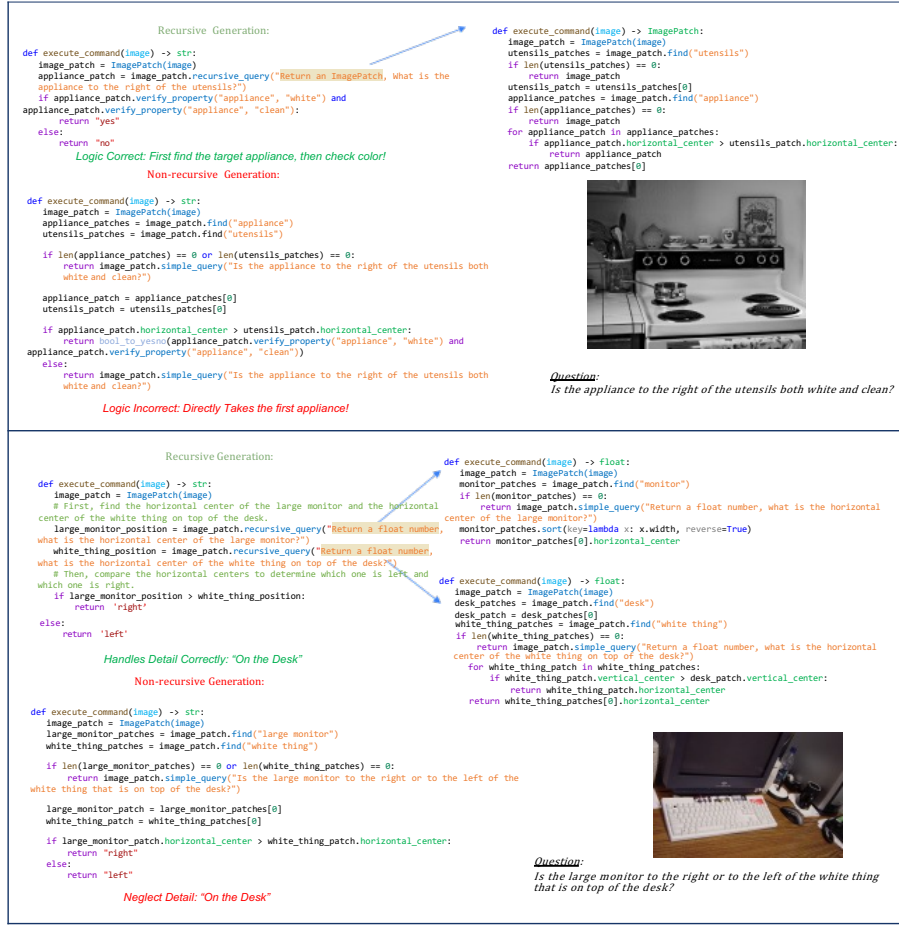 Recursive Generation:
def execute_command(image) -> str:
image_patch = ImagePatch(image)
appliance_patch = image_patch.recursive_query("Return an ImagePatch, What is the
appliance to the right of the utensils?")
if appliance_patch.verify_property("appliance", "white") and
appliance_patch.verify_property("appliance", "clean"):
return "yes"
else:
return "no"
Logic Correct: First find the target appliance, then check color!
def execute_command(image) -> ImagePatch:
image_patch = ImagePatch(image)
utensils_patches = image_patch.find("utensils")
if len(utensils_patches) == 0:
return image_patch
utensils_patch = utensils_patches[0]
appliance_patches = image_patch.find("appliance")
if len(appliance_patches) == 0:
return image_patch
for appliance_patch in appliance_patches:
if appliance_patch.horizontal_center > utensils_patch.horizontal_center:
return appliance_patch
return appliance_patches[0]
Non-recursive Generation:
def execute_command(image) -> str:
image_patch = ImagePatch(image)
appliance_patches = image_patch.find("appliance")
utensils_patches = image_patch.find("utensils")
if len(appliance_patches) == 0 or len(utensils_patches) == 0:
return image_patch.simple_query("Is the appliance to the right of the utensils both
white and clean?")
appliance_patch = appliance_patches[0]
utensils_patch = utensils_patches[0]
if appliance_patch.horizontal_center > utensils_patch.horizontal_center:
return bool_to_yesno(appliance_patch.verify_property("appliance", "white") and
appliance_patch.verify_property("appliance", "clean"))
else:
return image_patch.simple_query("Is the appliance to the right of the utensils both
white and clean?")
Logic Incorrect: Directly Takes the first appliance!
Question:
Is the appliance to the right of the utensils both white and clean?
Recursive Generation:
def execute_command(image) -> str:
image_patch = ImagePatch(image)
# First, find the horizontal center of the large monitor and the horizontal
center of the white thing on top of the desk.
large_monitor_position = image_patch.recursive_query("Return a float number,
what is the horizontal center of the large monitor?")
white_thing_position = image_patch.recursive_query("Return a float number,
what is the horizontal center of the white thing on top of the desk?")
# Then, compare the horizontal centers to determine which one is left and
which one is right.
if large_monitor_position > white_thing_position:
return 'right'
else:
return 'left'
Handles Detail Correctly: “On the Desk”
def execute_command(image) -> float:
image_patch = ImagePatch(image)
monitor_patches = image_patch.find("monitor")
if len(monitor_patches) == 0:
return image_patch.simple_query("Return a float number, what is the horizontal
center of the large monitor?")
monitor_patches.sort(key=lambda x: x.width, reverse=True)
return monitor_patches[0].horizontal_center
def execute_command(image) -> float:
image_patch = ImagePatch(image)
desk_patches = image_patch.find("desk")
desk_patch = desk_patches[0]
white_thing_patches = image_patch.find("white thing")
if len(white_thing_patches) == 0:
return image_patch.simple_query("Return a float number, what is the horizontal
center of the white thing on top of the desk?")
for white_thing_patch in white_thing_patches:
if white_thing_patch.vertical_center > desk_patch.vertical_center:
return white_thing_patch.horizontal_center
return white_thing_patches[0].horizontal_center
Non-recursive Generation:
def execute_command(image) -> str:
image_patch = ImagePatch(image)
large_monitor_patches = image_patch.find("large monitor")
white_thing_patches = image_patch.find("white thing")
if len(large_monitor_patches) == 0 or len(white_thing_patches) == 0:
return image_patch.simple_query("Is the large monitor to the right or to the left of the
white thing that is on top of the desk?")
large_monitor_patch = large_monitor_patches[0]
white_thing_patch = white_thing_patches[0]
if large_monitor_patch.horizontal_center > white_thing_patch.horizontal_center:
return "right"
else:
return "left"
Neglect Detail: “On the Desk”
Question:
Is the large monitor to the right or to the left of the white thing
that is on top of the desk?